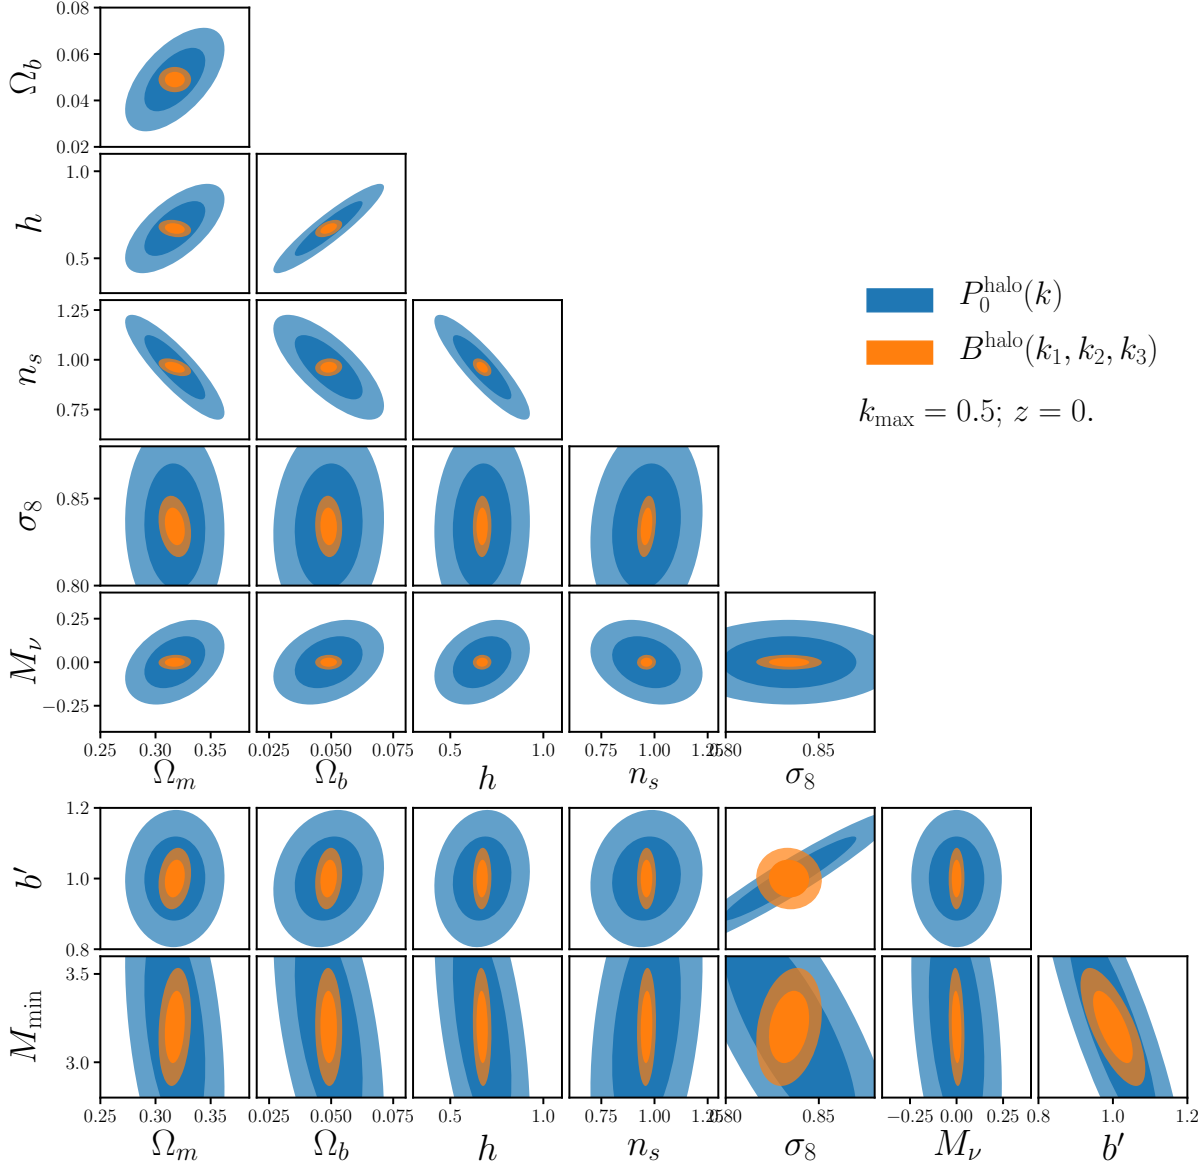 0.08
0.06
0.04
0.02
Ω_b
1.0
0.5
h
1.25
1.00
0.75
n_s
P_0^halo(k)
B^halo(k_1, k_2, k_3)
k_max = 0.5; z = 0.
0.85
0.80
σ_8
0.25
0.00
−0.25
M_ν
0.25 0.30 0.35 0.025 0.050 0.075 0.5 1.0 0.75 1.00 1.25 0.80 0.85
Ω_m Ω_b h n_s σ_8
1.2
1.0
0.8
b′
3.5
3.0
M_min
0.25 0.30 0.35 0.025 0.050 0.075 0.5 1.0 0.75 1.00 1.25 0.80 0.85 −0.25 0.00 0.25 0.8 1.0 1.2
Ω_m Ω_b h n_s σ_8 M_ν b′